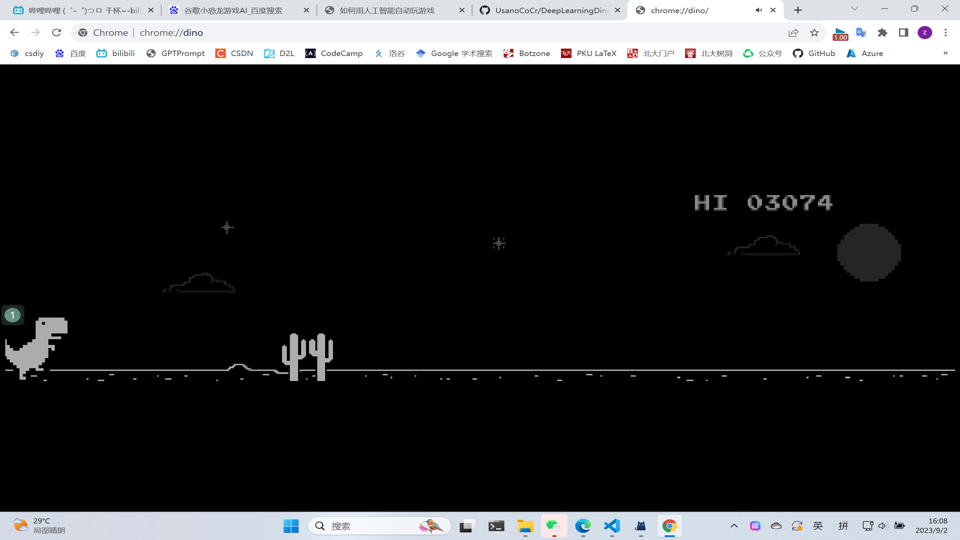 哔哩哔哩 (゜-゜)つロ 干杯~-bili
谷歌小恐龙游戏AI_百度搜索
如何用人工智能自动玩游戏
UsanoCoCr/DeepLearningDin
chrome://dino/
Chrome | chrome://dino
1.00
z
csdiy
百度
bilibili
GPTPrompt
CSDN
D2L
CodeCamp
洛谷
Google 学术搜索
Botzone
PKU LaTeX
北大门户
北大树洞
公众号
GitHub
Azure
»
HI 03074
1
29°C
局部晴朗
搜索
英
拼
16:08
2023/9/2